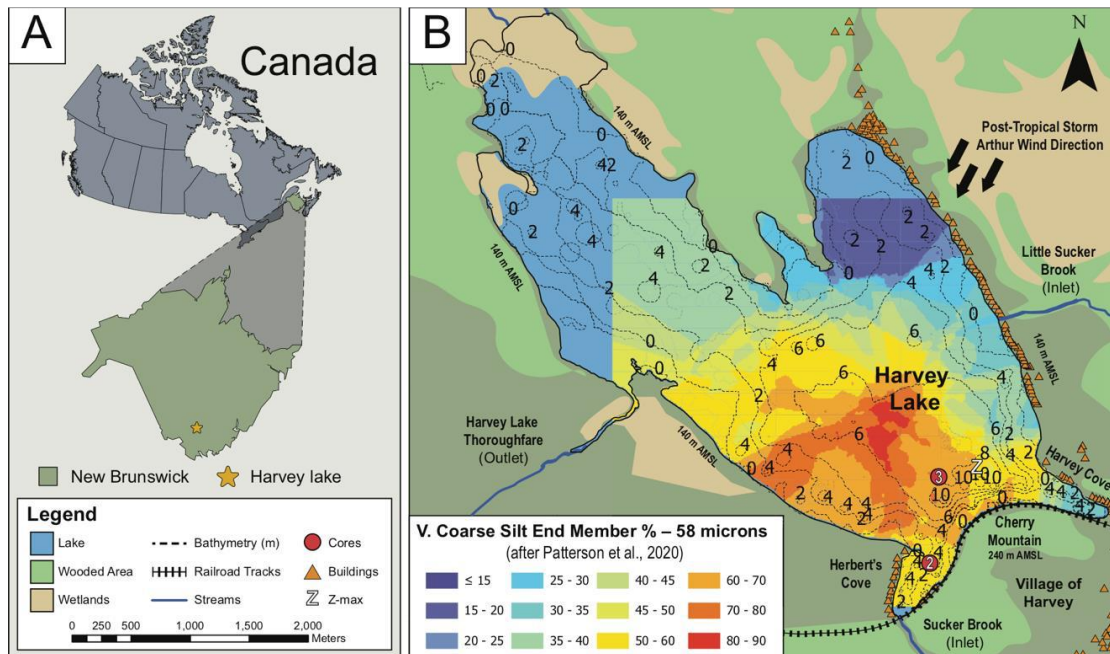 A
Canada
New Brunswick
Harvey lake
Legend
Lake
Bathymetry (m)
Cores
Wooded Area
Railroad Tracks
Buildings
Wetlands
Streams
Z
Z-max
0 250 500 1,000 1,500 2,000
Meters
B
N
140 m AMSL
Post-Tropical Storm
Arthur Wind Direction
140 m AMSL
Little Sucker
Brook
(Inlet)
140 m AMSL
Harvey
Lake
Harvey Lake
Thoroughfare
(Outlet)
140 m AMSL
Z
3
Harvey Cove
Cherry
Mountain
240 m AMSL
Herbert's
Cove
2
Village of
Harvey
Sucker Brook
(Inlet)
V. Coarse Silt End Member % – 58 microns
(after Patterson et al., 2020)
≤ 15
25 - 30
40 - 45
60 - 70
15 - 20
30 - 35
45 - 50
70 - 80
20 - 25
35 - 40
50 - 60
80 - 90